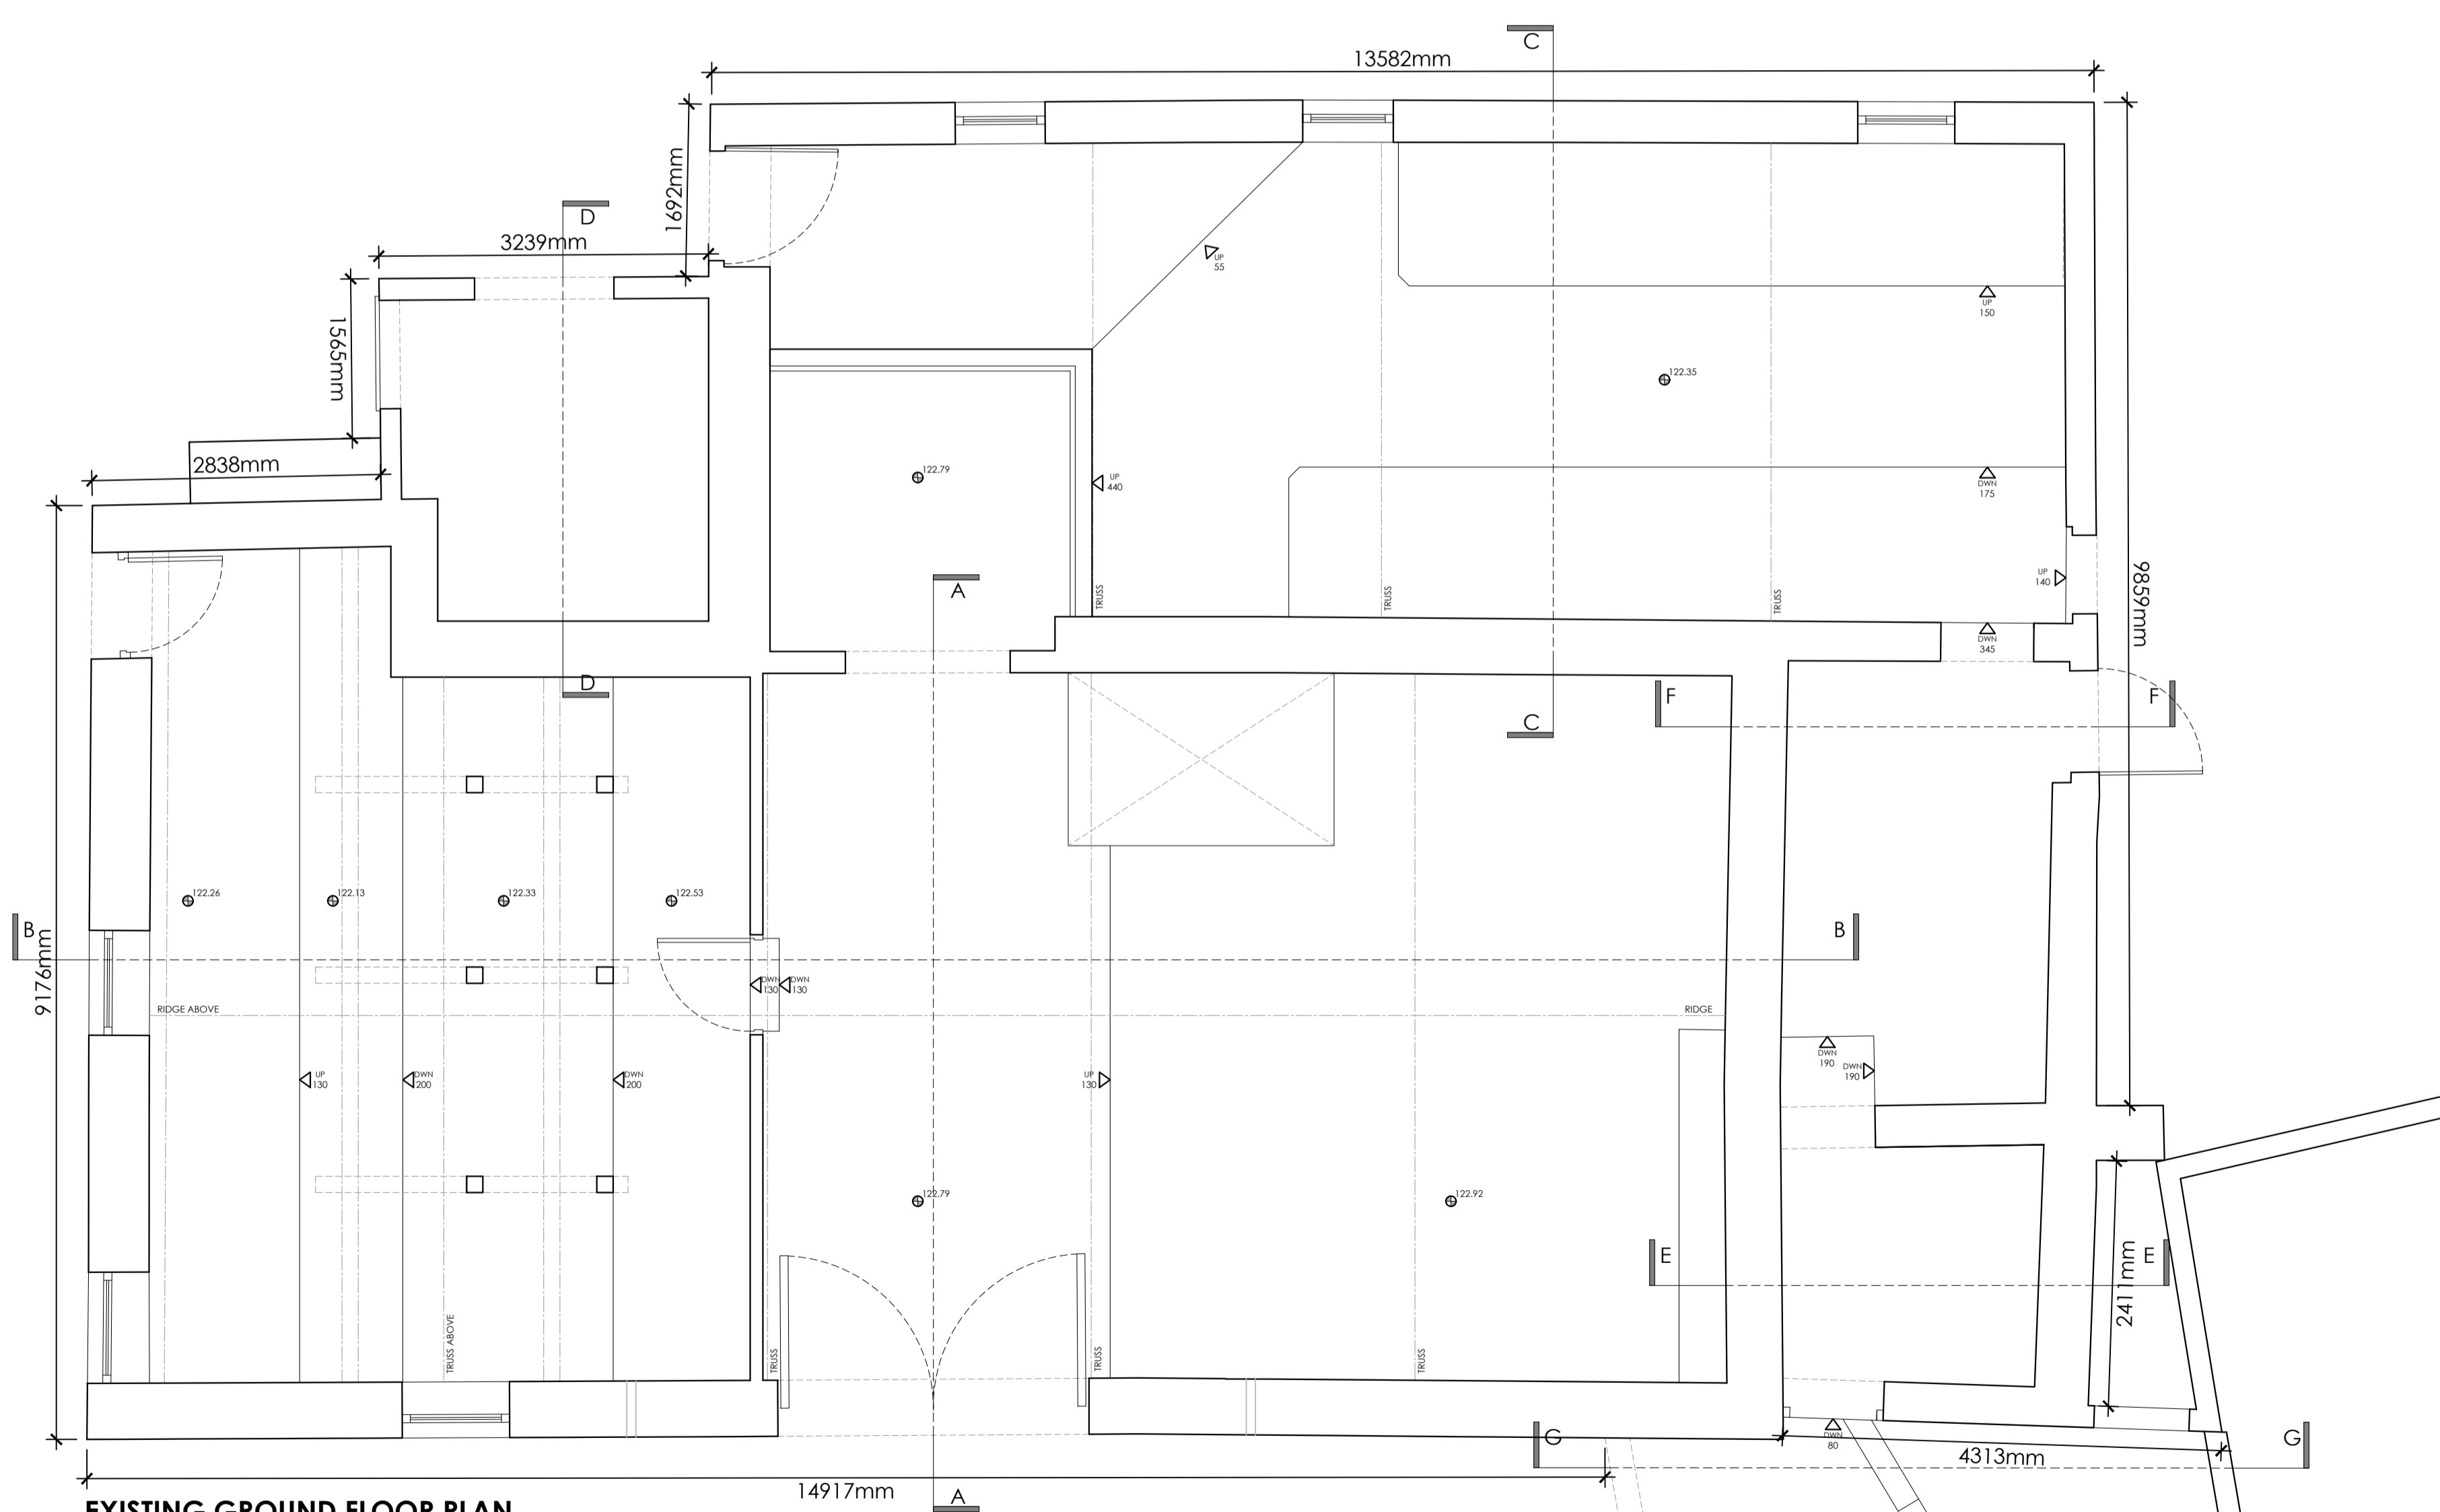 C
13582mm
1692mm
D
3239mm
UP
55
UP
150
1565mm
122.35
2838mm
122.79
UP
440
DWN
175
A
TRUSS
TRUSS
TRUSS
UP
140
9859mm
DWN
345
D
C
F
F
122.26
122.13
122.33
122.53
B
B
9176mm
DWN
130
DWN
130
RIDGE ABOVE
RIDGE
DWN
190
DWN
190
UP
130
DWN
200
DWN
200
UP
130
122.79
122.92
E
E
2411mm
TRUSS ABOVE
TRUSS
TRUSS
TRUSS
G
DWN
80
G
4313mm
14917mm
A
EXISTING GROUND FLOOR PLAN